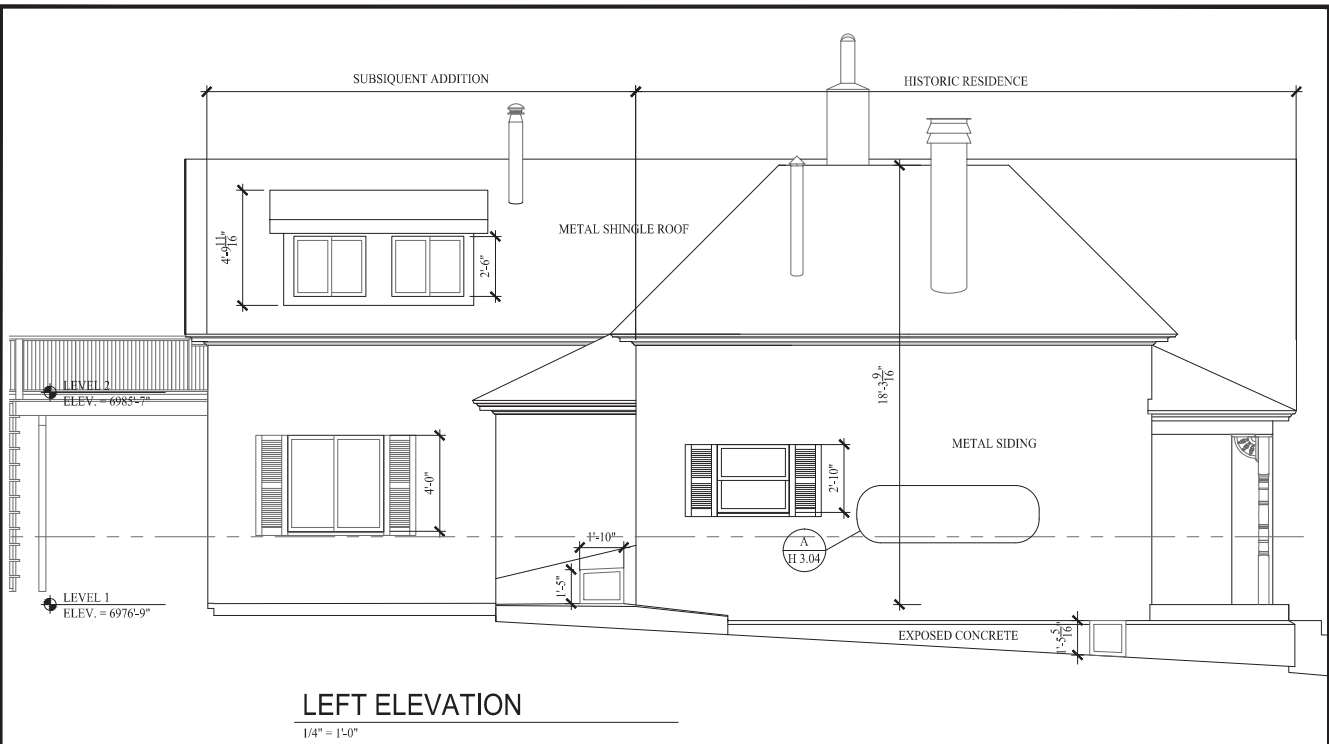 SUBSIQUENT ADDITION
HISTORIC RESIDENCE
METAL SHINGLE ROOF
4'-9 11/16"
2'-6"
18'-3 9/16"
LEVEL 2
ELEV. = 6985'-7"
METAL SIDING
4'-0"
2'-10"
A
H 3.04
1'-10"
1'-5"
LEVEL 1
ELEV. = 6976'-9"
EXPOSED CONCRETE
1'-5 5/16"
LEFT ELEVATION
1/4" = 1'-0"